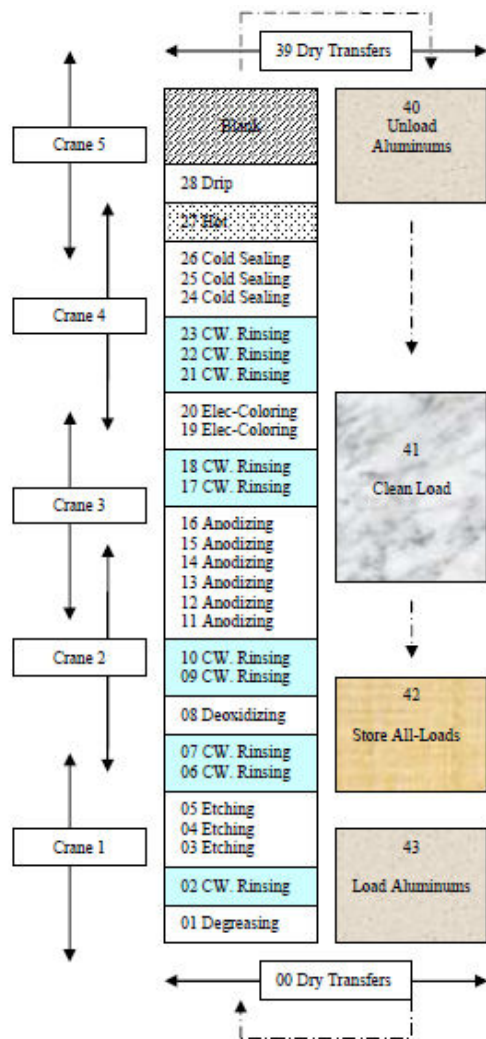 39 Dry Transfers
Crane 5
Crane 4
Crane 3
Crane 2
Crane 1
Blank
28 Drip
27 Hot
26 Cold Sealing
25 Cold Sealing
24 Cold Sealing
23 CW. Rinsing
22 CW. Rinsing
21 CW. Rinsing
20 Elec-Coloring
19 Elec-Coloring
18 CW. Rinsing
17 CW. Rinsing
16 Anodizing
15 Anodizing
14 Anodizing
13 Anodizing
12 Anodizing
11 Anodizing
10 CW. Rinsing
09 CW. Rinsing
08 Deoxidizing
07 CW. Rinsing
06 CW. Rinsing
05 Etching
04 Etching
03 Etching
02 CW. Rinsing
01 Degreasing
40
Unload
Aluminums
41
Clean Load
42
Store All-Loads
43
Load Aluminums
00 Dry Transfers